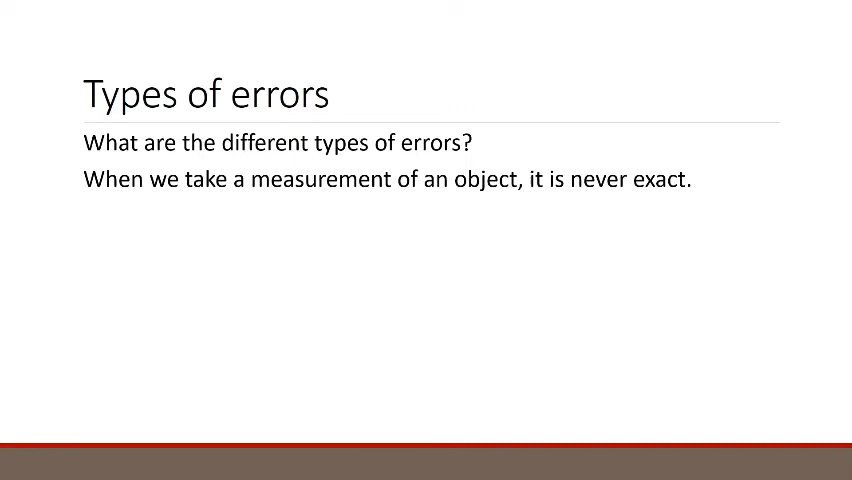 Types of errors
What are the different types of errors?
When we take a measurement of an object, it is never exact.